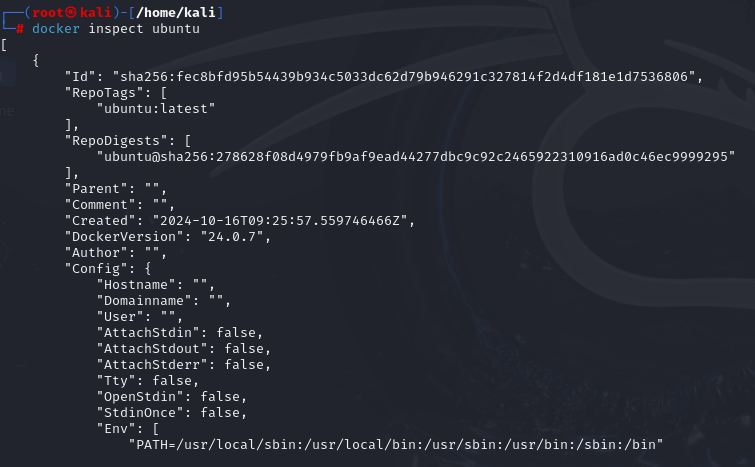 ┌──(root㉿kali)-[/home/kali]
└─# docker inspect ubuntu
[
    {
        "Id": "sha256:fec8bfd95b54439b934c5033dc62d79b946291c327814f2d4df181e1d7536806",
        "RepoTags": [
            "ubuntu:latest"
        ],
        "RepoDigests": [
            "ubuntu@sha256:278628f08d4979fb9af9ead44277dbc9c92c2465922310916ad0c46ec9999295"
        ],
        "Parent": "",
        "Comment": "",
        "Created": "2024-10-16T09:25:57.559746466Z",
        "DockerVersion": "24.0.7",
        "Author": "",
        "Config": {
            "Hostname": "",
            "Domainname": "",
            "User": "",
            "AttachStdin": false,
            "AttachStdout": false,
            "AttachStderr": false,
            "Tty": false,
            "OpenStdin": false,
            "StdinOnce": false,
            "Env": [
                "PATH=/usr/local/sbin:/usr/local/bin:/usr/sbin:/usr/bin:/sbin:/bin"